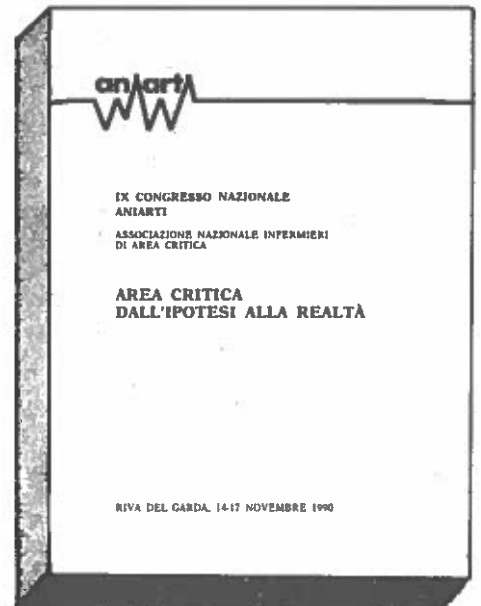 aniarti
IX CONGRESSO NAZIONALE
ANIARTI
ASSOCIAZIONE NAZIONALE INFERMIERI
DI AREA CRITICA
AREA CRITICA
DALL'IPOTESI ALLA REALTÀ
RIVA DEL GARDA, 14-17 NOVEMBRE 1990